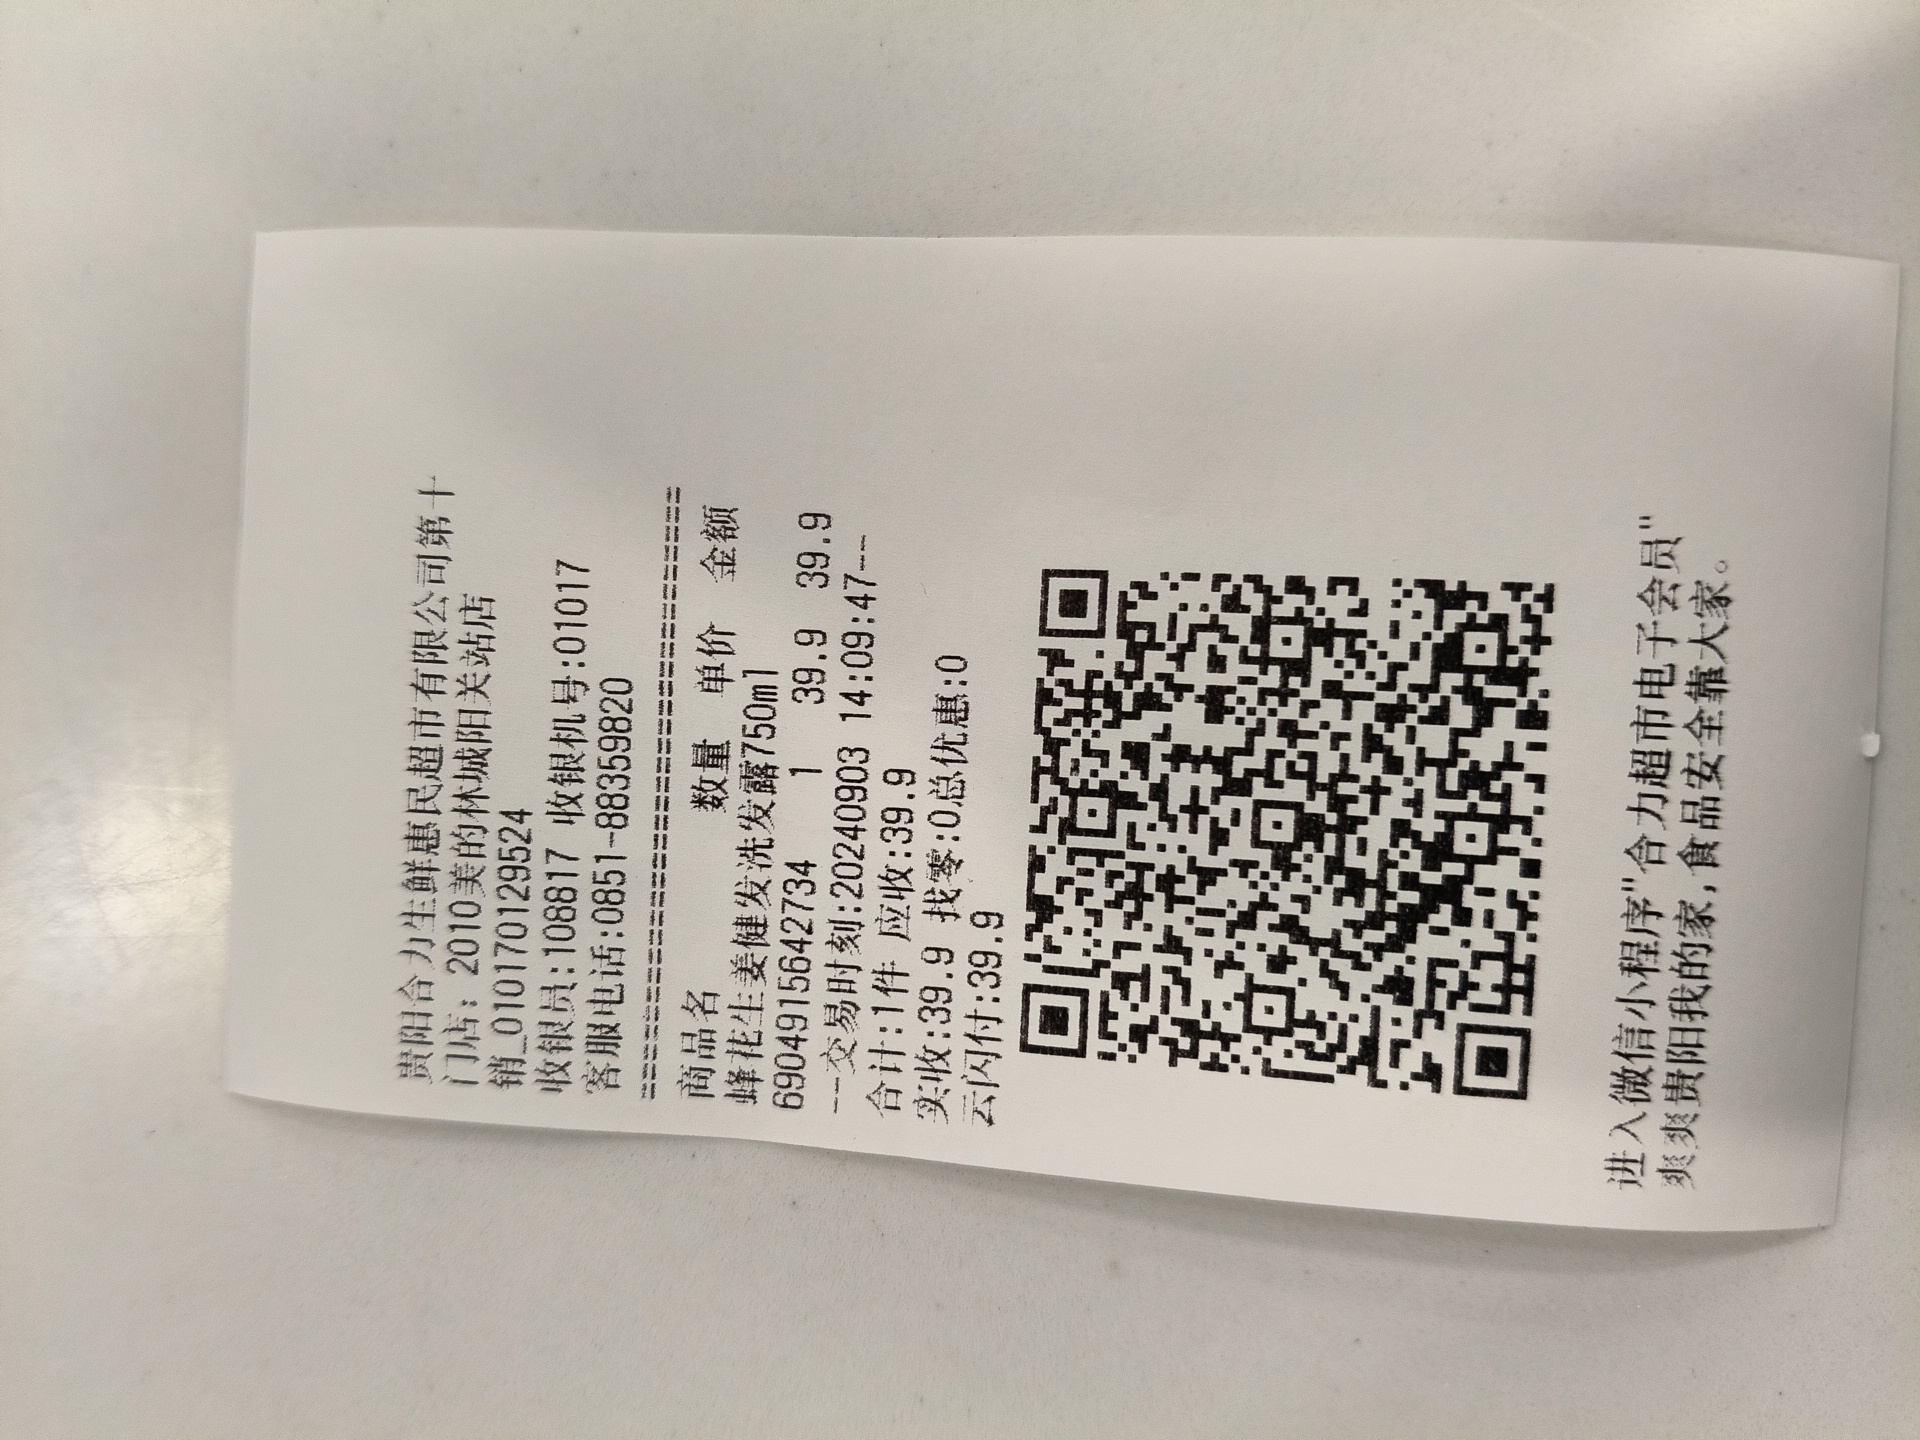 贵阳合力生鲜惠民超市有限公司第十
门店：2010美的林城阳关站店
销_010170129524
收银员:108817 收银机号:01017
客服电话:0851-88359820
================================
商品名 数量 单价 金额
蜂花生姜健发洗发露750ml
6904915642734 1 39.9 39.9
--交易时刻:20240903 14:09:47--
合计:1件 应收:39.9
实收:39.9 找零:0总优惠:0
云闪付:39.9
进入微信小程序"合力超市电子会员"
爽爽贵阳我的家,食品安全靠大家。